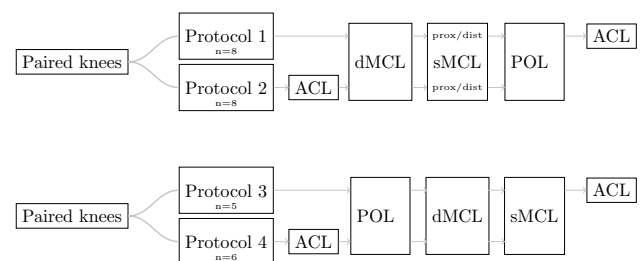 Paired knees
Protocol 1
n=8
Protocol 2
n=8
ACL
dMCL
prox/dist
sMCL
prox/dist
POL
ACL
Paired knees
Protocol 3
n=5
Protocol 4
n=6
ACL
POL
dMCL
sMCL
ACL